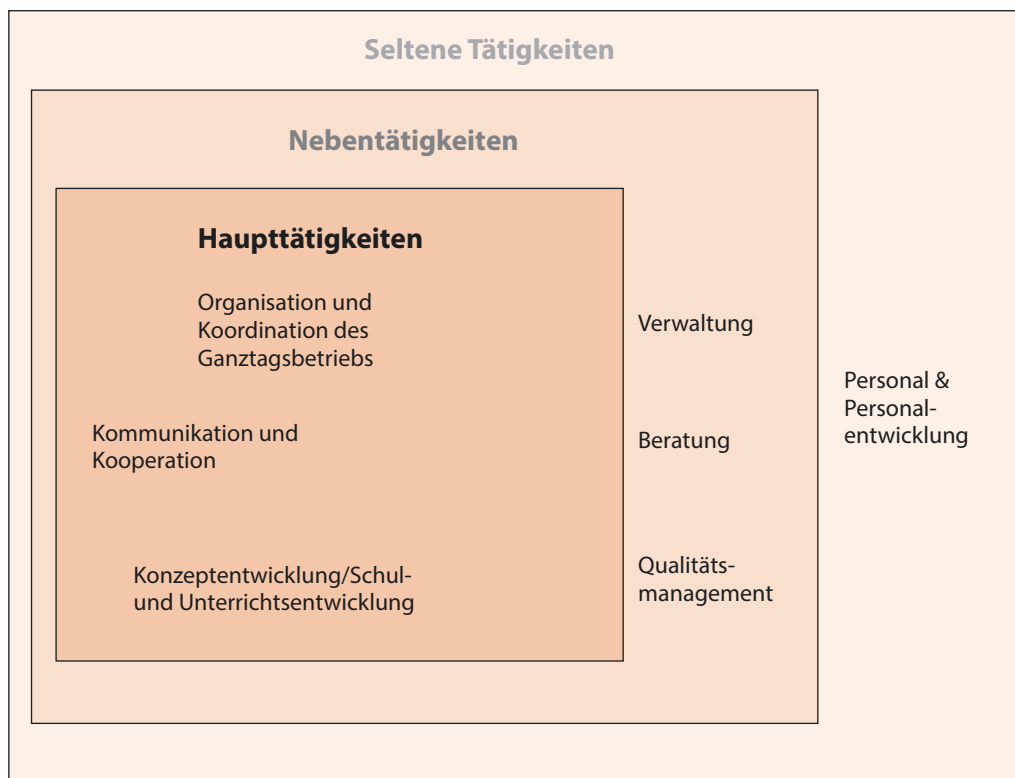 Seltene Tätigkeiten
Nebentätigkeiten
Haupttätigkeiten
Organisation und
Koordination des
Ganztagsbetriebs
Kommunikation und
Kooperation
Konzeptentwicklung/Schul-
und Unterrichtsentwicklung
Verwaltung
Beratung
Qualitäts-
management
Personal &
Personal-
entwicklung